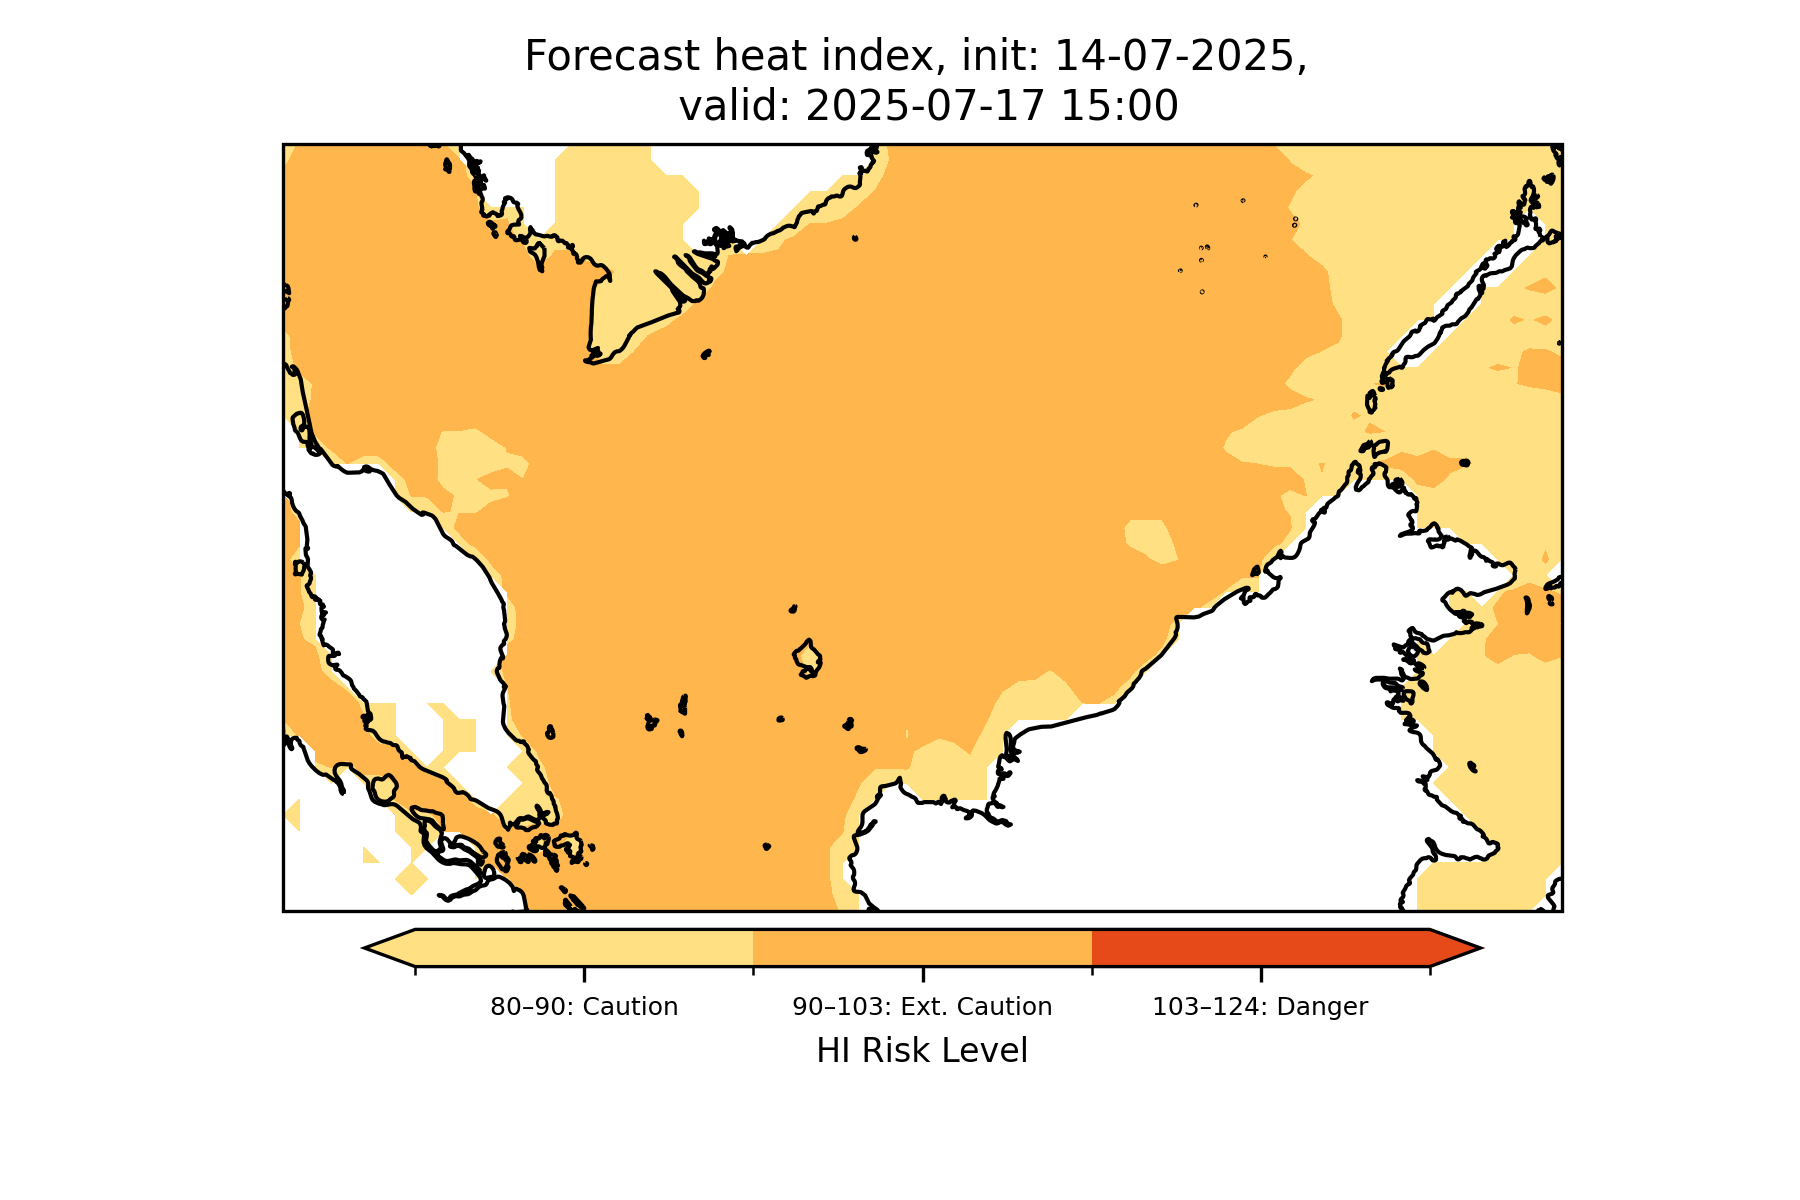 Forecast heat index, init: 14-07-2025,
valid: 2025-07-17 15:00
80–90: Caution
90–103: Ext. Caution
103–124: Danger
HI Risk Level